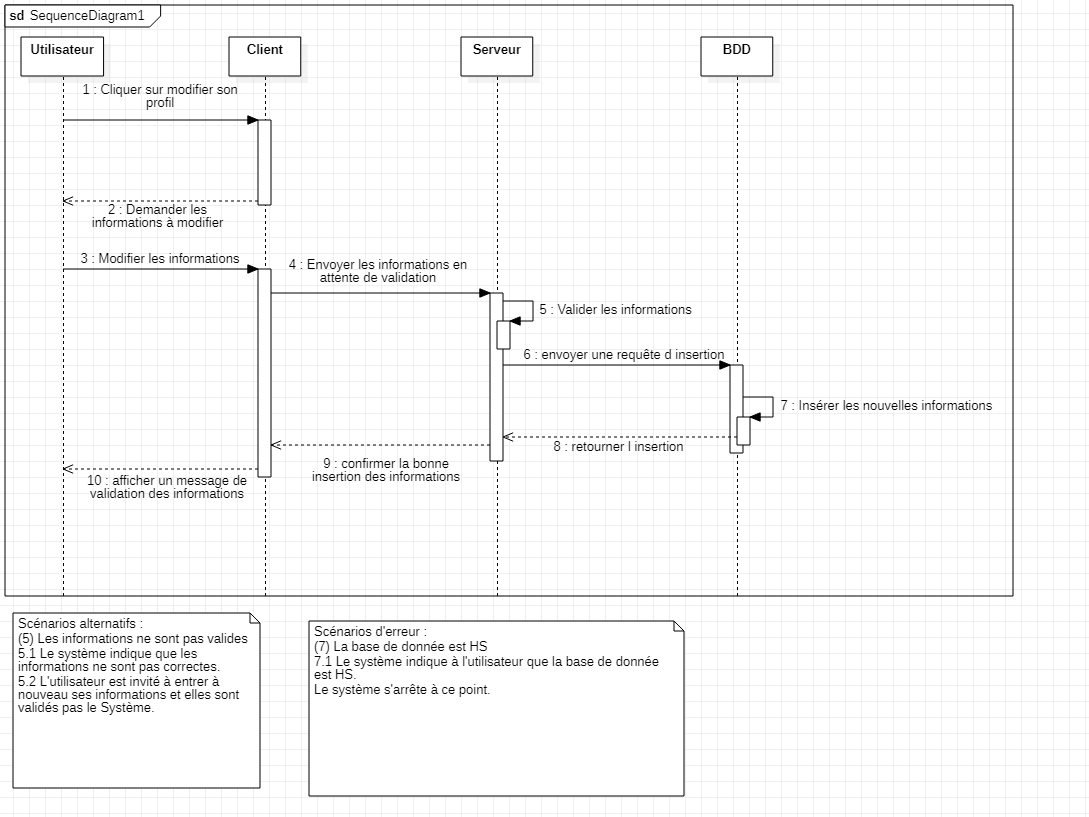 sd SequenceDiagram1
Utilisateur
Client
Serveur
BDD
1 : Cliquer sur modifier son
profil
2 : Demander les
informations à modifier
3 : Modifier les informations
4 : Envoyer les informations en
attente de validation
5 : Valider les informations
6 : envoyer une requête d insertion
7 : Insérer les nouvelles informations
8 : retourner l insertion
9 : confirmer la bonne
insertion des informations
10 : afficher un message de
validation des informations
Scénarios alternatifs :
(5) Les informations ne sont pas valides
5.1 Le système indique que les
informations ne sont pas correctes.
5.2 L'utilisateur est invité à entrer à
nouveau ses informations et elles sont
validés pas le Système.
Scénarios d'erreur :
(7) La base de donnée est HS
7.1 Le système indique à l'utilisateur que la base de donnée
est HS.
Le système s'arrête à ce point.